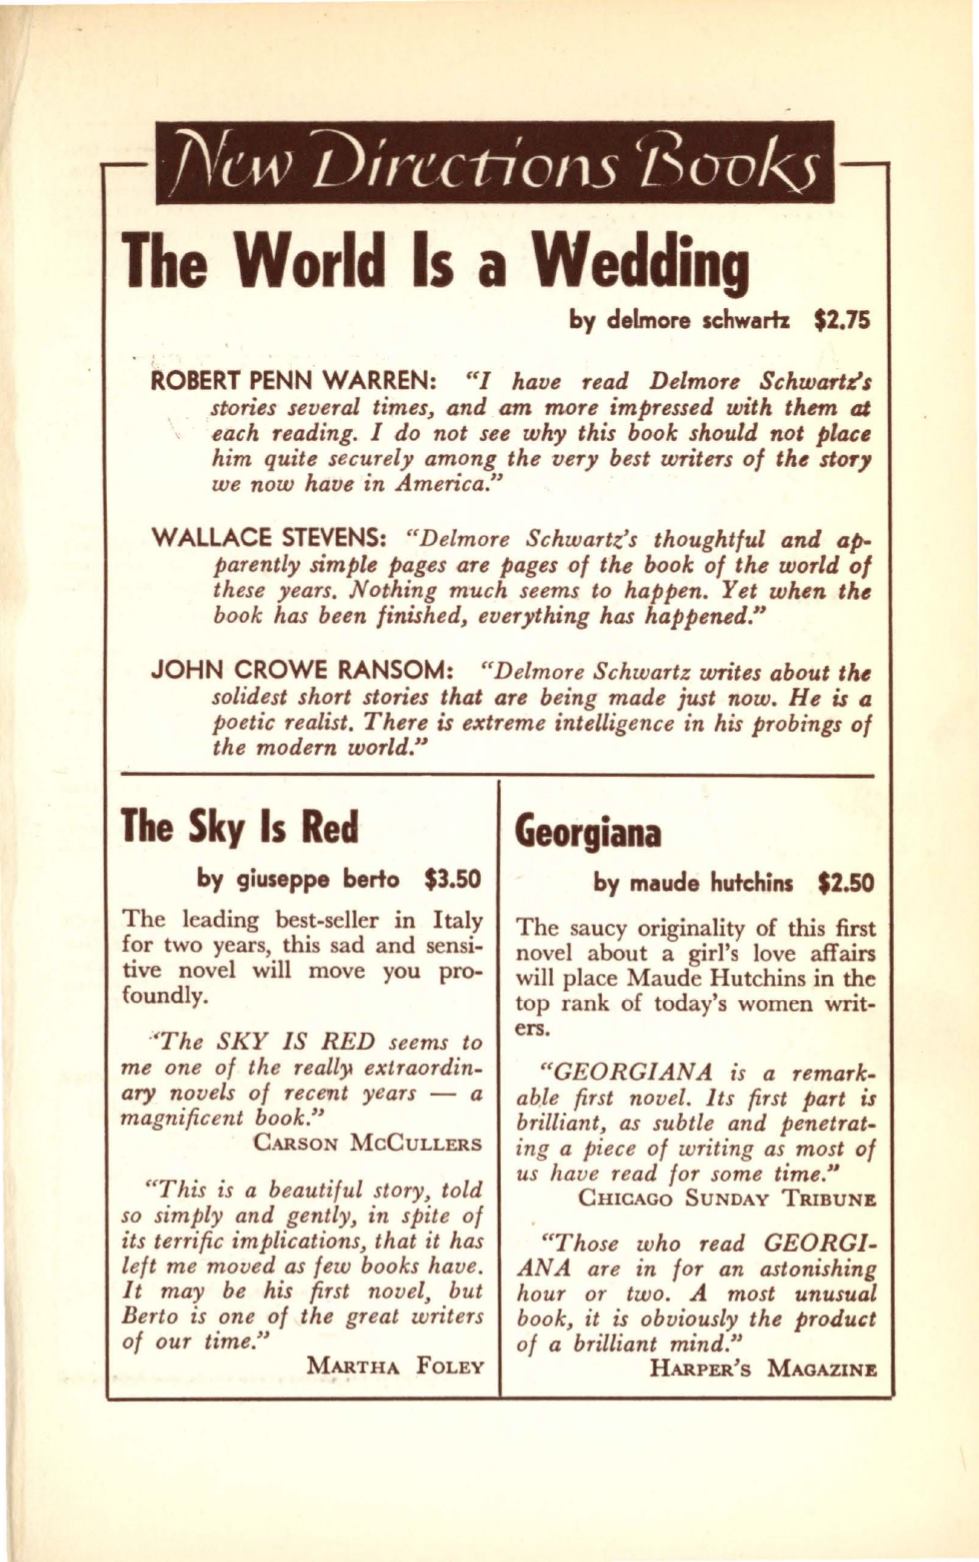 New Directions Books
The World Is a Wedding
by delmore schwartz $2.75
ROBERT PENN WARREN: "I have read Delmore Schwartz's
stories several times, and am more impressed with them at
each reading. I do not see why this book should not place
him quite securely among the very best writers of the story
we now have in America."
WALLACE STEVENS: "Delmore Schwartz's thoughtful and ap-
parently simple pages are pages of the book of the world of
these years. Nothing much seems to happen. Yet when the
book has been finished, everything has happened."
JOHN CROWE RANSOM: "Delmore Schwartz writes about the
solidest short stories that are being made just now. He is a
poetic realist. There is extreme intelligence in his probings of
the modern world."
The Sky Is Red
by giuseppe berto $3.50
The leading best-seller in Italy
for two years, this sad and sensi-
tive novel will move you pro-
foundly.
"The SKY IS RED seems to
me one of the really extraordin-
ary novels of recent years — a
magnificent book."
CARSON MCCULLERS
"This is a beautiful story, told
so simply and gently, in spite of
its terrific implications, that it has
left me moved as few books have.
It may be his first novel, but
Berto is one of the great writers
of our time."
MARTHA FOLEY
Georgiana
by maude hutchins $2.50
The saucy originality of this first
novel about a girl's love affairs
will place Maude Hutchins in the
top rank of today's women writ-
ers.
"GEORGIANA is a remark-
able first novel. Its first part is
brilliant, as subtle and penetrat-
ing a piece of writing as most of
us have read for some time."
CHICAGO SUNDAY TRIBUNE
"Those who read GEORGI-
ANA are in for an astonishing
hour or two. A most unusual
book, it is obviously the product
of a brilliant mind."
HARPER'S MAGAZINE